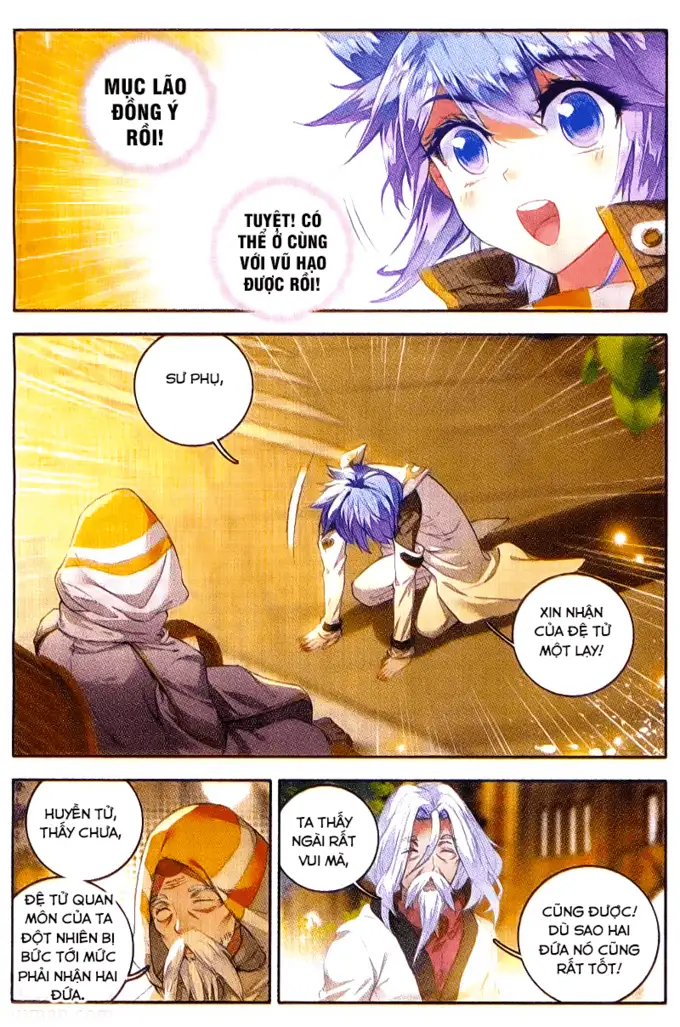 MỤC LÃO
ĐỒNG Ý
RỒI!
TUYỆT! CÓ
THỂ Ở CÙNG
VỚI VŨ HẠO
ĐƯỢC RỒI!
SƯ PHỤ,
XIN NHẬN
CỦA ĐỆ TỬ
MỘT LẠY!
HUYỄN TỬ,
THẤY CHƯA,
ĐỆ TỬ QUAN
MÔN CỦA TA
ĐỘT NHIÊN BỊ
BỨC TỚI MỨC
PHẢI NHẬN HAI
ĐỨA.
TA THẤY
NGÀI RẤT
VUI MÃ,
CŨNG ĐƯỢC!
DÙ SAO HAI
ĐỨA NÓ CŨNG
RẤT TỐT!